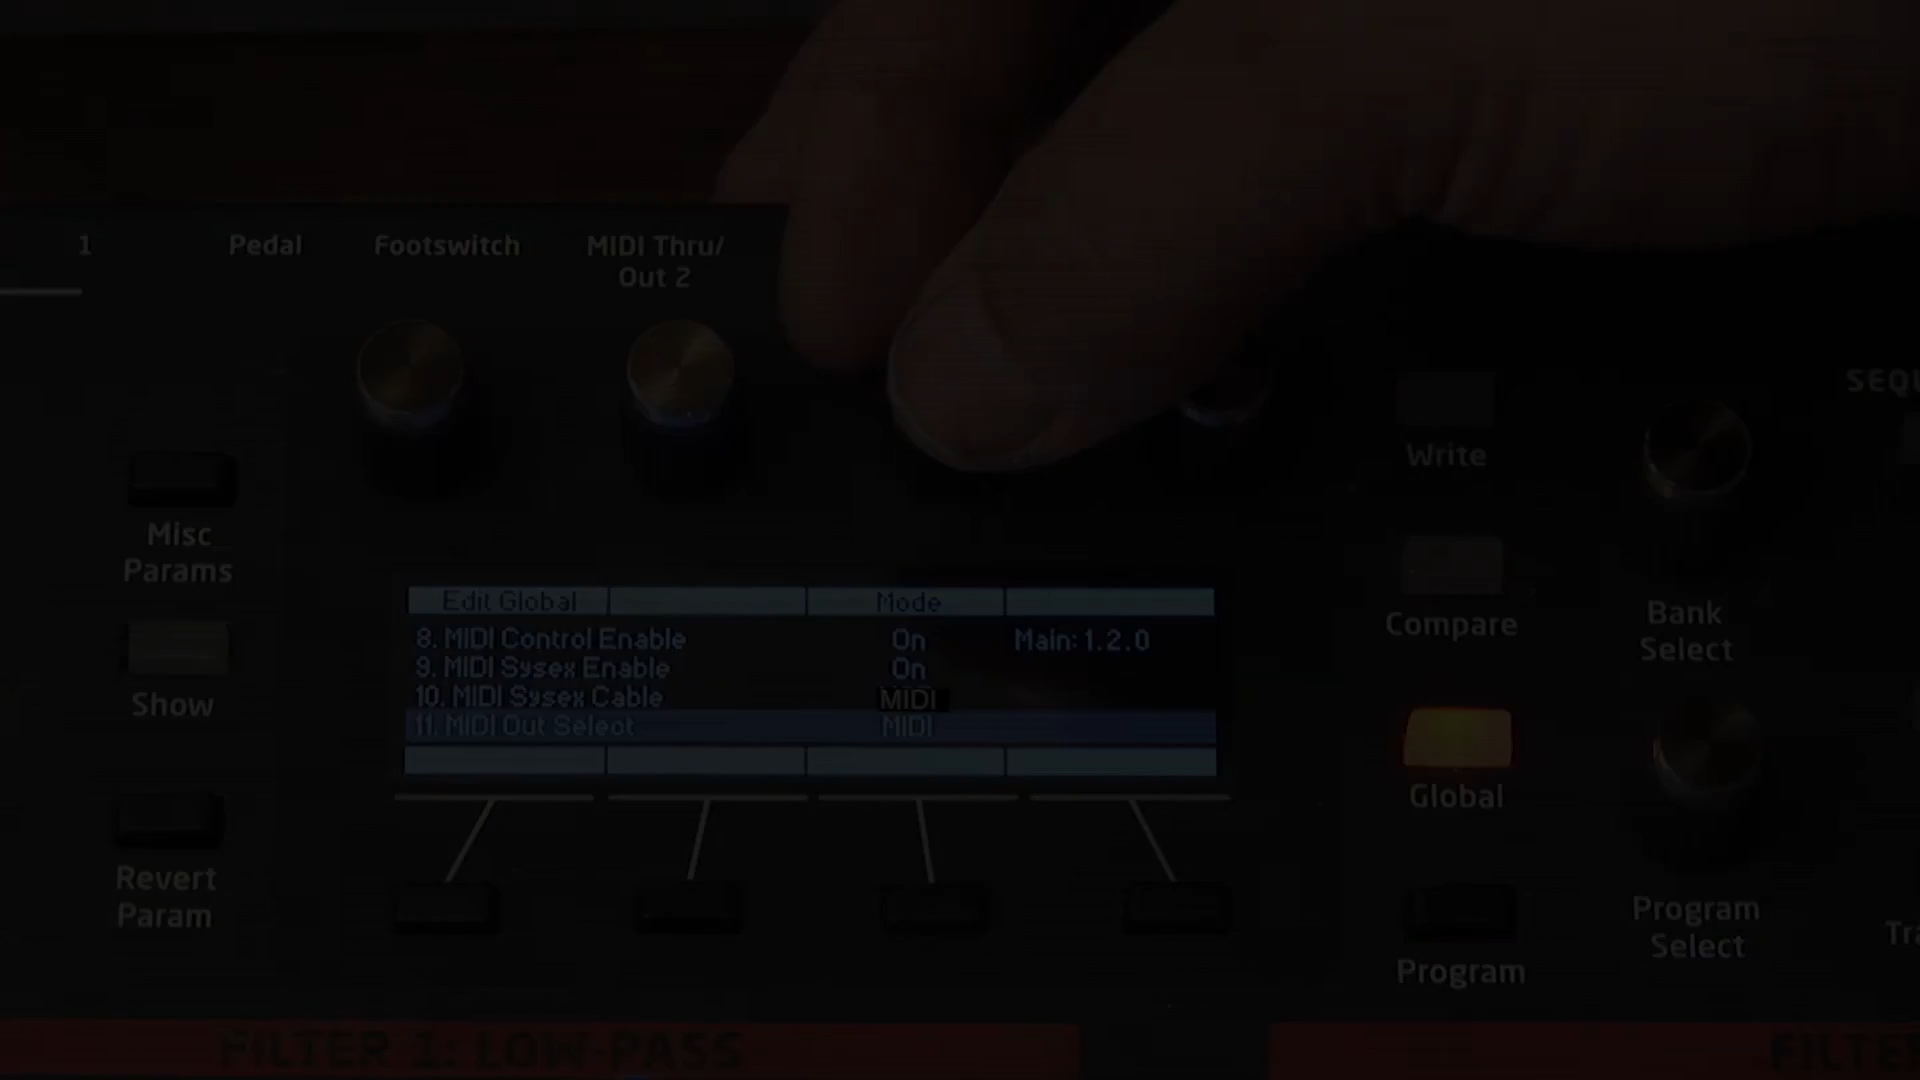 1
Pedal
Footswitch
MIDI Thru/
Out 2
Misc
Params
Show
Revert
Param
Edit Global Mode
8. MIDI Control Enable On Main: 1.2.0
9. MIDI Sysex Enable On
10. MIDI Sysex Cable MIDI
11. MIDI Out Select MIDI
Write
Compare
Global
Program
Bank
Select
Program
Select
FILTER 1: LOW-PASS